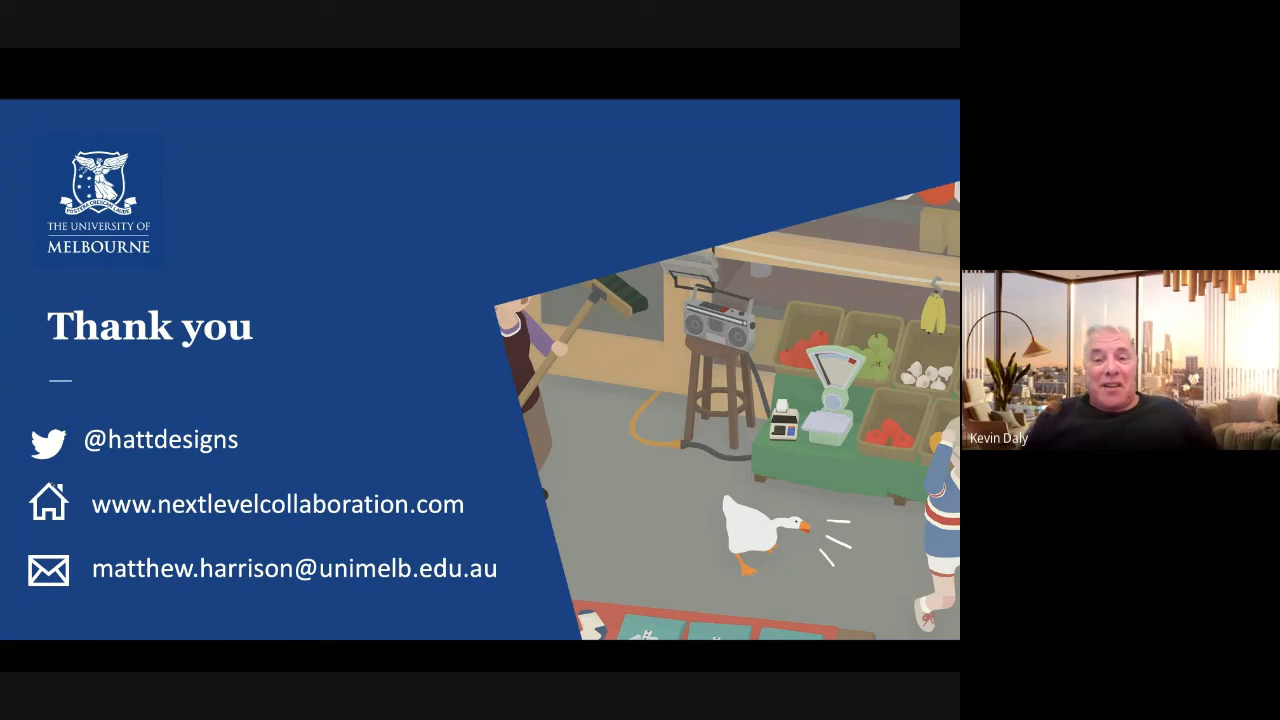 THE UNIVERSITY OF
MELBOURNE
Thank you
@hattdesigns
www.nextlevelcollaboration.com
matthew.harrison@unimelb.edu.au
Kevin Daly